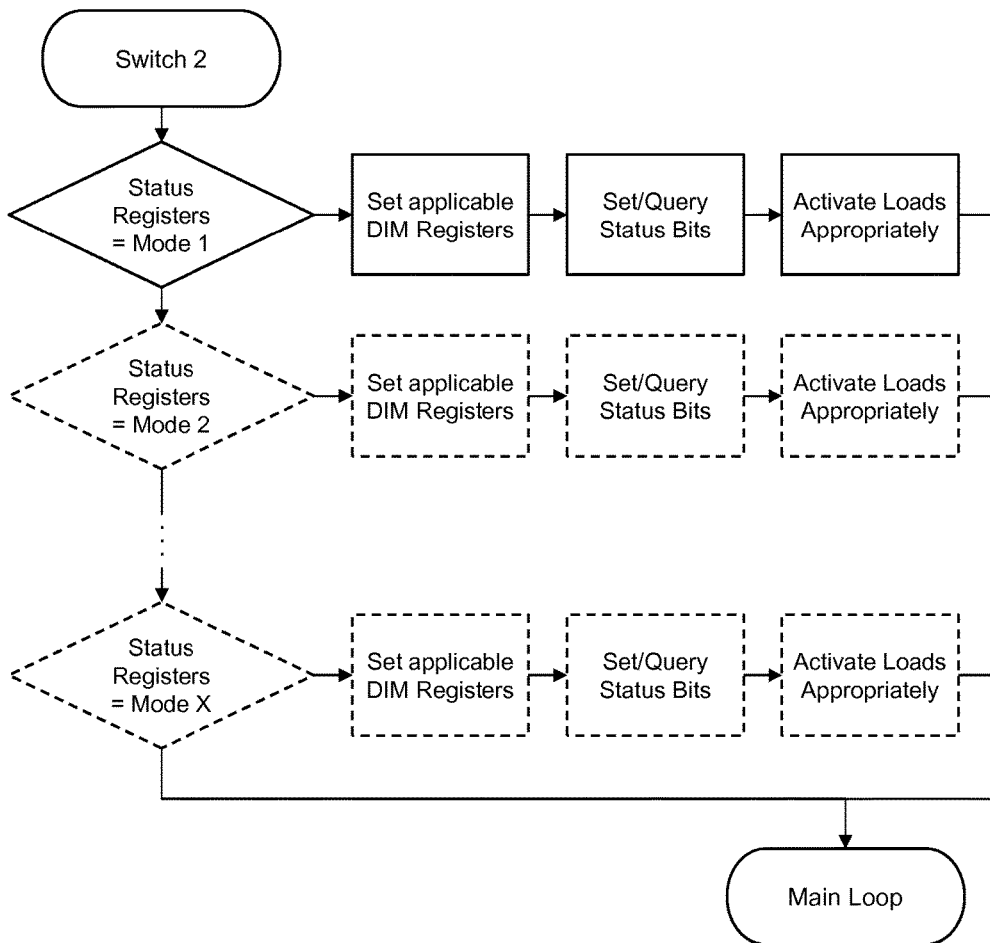 Switch 2
Status
Registers
= Mode 1
Set applicable
DIM Registers
Set/Query
Status Bits
Activate Loads
Appropriately
Status
Registers
= Mode 2
Set applicable
DIM Registers
Set/Query
Status Bits
Activate Loads
Appropriately
Status
Registers
= Mode X
Set applicable
DIM Registers
Set/Query
Status Bits
Activate Loads
Appropriately
Main Loop